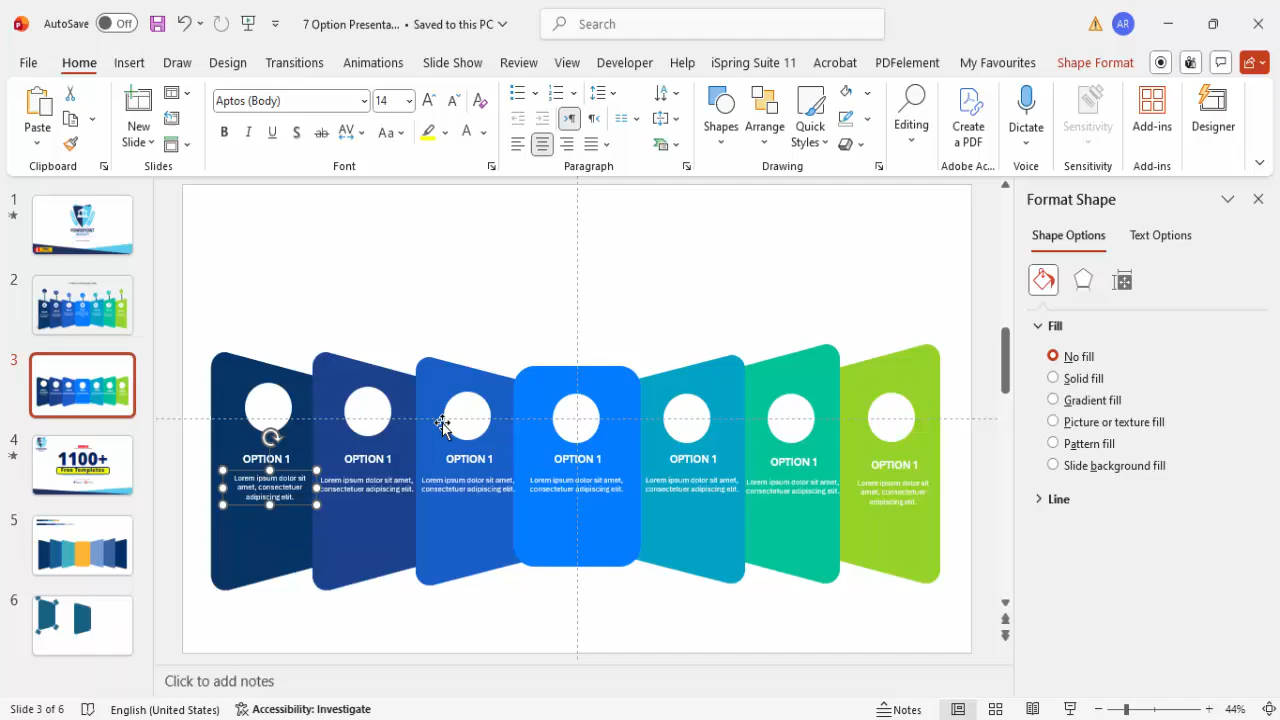 AutoSave Off 7 Option Presenta... • Saved to this PC Search AR
File Home Insert Draw Design Transitions Animations Slide Show Review View Developer Help iSpring Suite 11 Acrobat PDFelement My Favourites Shape Format
Aptos (Body) 14
Paste New Slide Shapes Arrange Quick Styles Editing Create a PDF Dictate Sensitivity Add-ins Designer
Clipboard Slides Font Paragraph Drawing Adobe Ac... Voice Sensitivity Add-ins
Format Shape
Shape Options Text Options
Fill
No fill
Solid fill
Gradient fill
Picture or texture fill
Pattern fill
Slide background fill
Line
1
2
3
4
5
6
1100+
Free Templates
OPTION 1
Lorem ipsum dolor sit
amet, consectetuer
adipiscing elit.
OPTION 1
Lorem ipsum dolor sit amet,
consectetuer adipiscing elit.
OPTION 1
Lorem ipsum dolor sit amet,
consectetuer adipiscing elit.
OPTION 1
Lorem ipsum dolor sit amet,
consectetuer adipiscing elit.
OPTION 1
Lorem ipsum dolor sit amet,
consectetuer adipiscing elit.
OPTION 1
Lorem ipsum dolor sit amet,
consectetuer adipiscing elit.
OPTION 1
Lorem ipsum dolor sit
amet, consectetuer
adipiscing elit.
Click to add notes
Slide 3 of 6 English (United States) Accessibility: Investigate Notes 44%